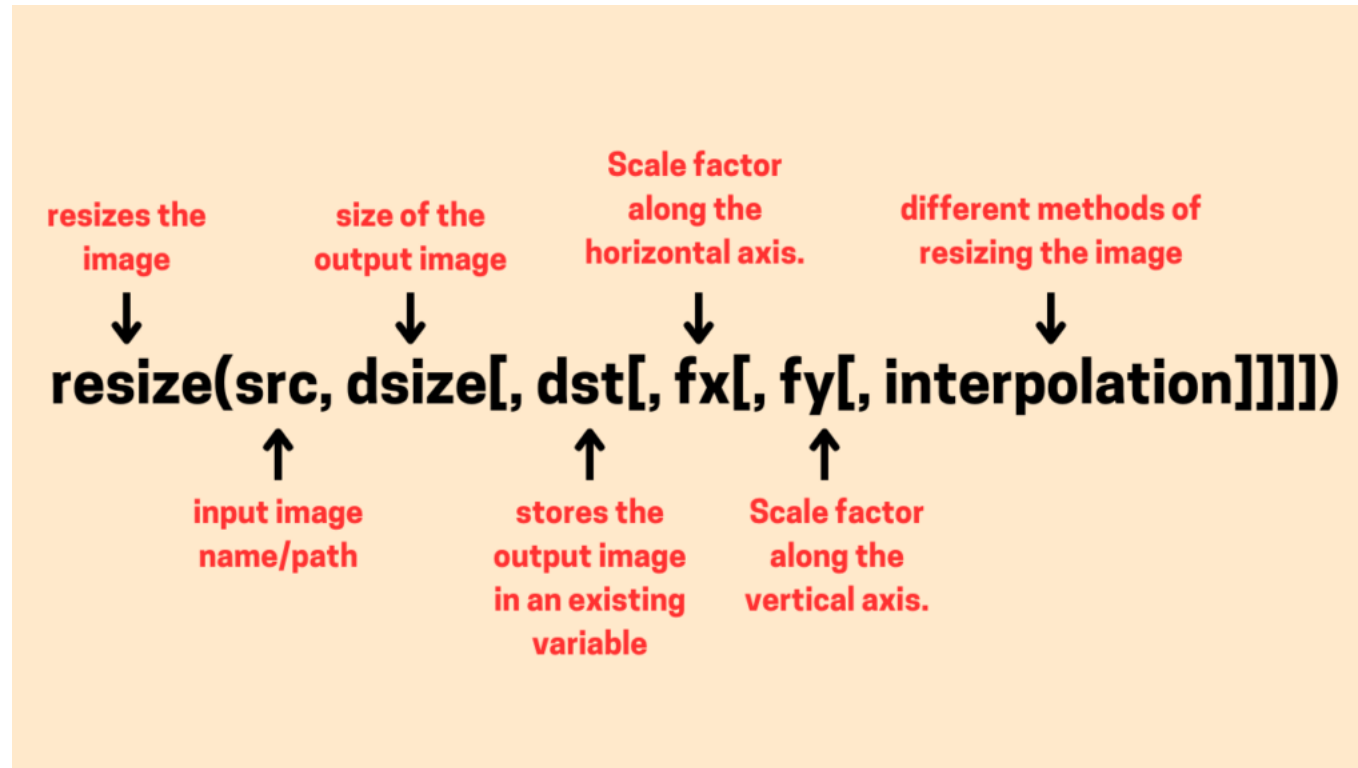 resizes the
image
size of the
output image
Scale factor
along the
horizontal axis.
different methods of
resizing the image
resize(src, dsize[, dst[, fx[, fy[, interpolation]]]])
input image
name/path
stores the
output image
in an existing
variable
Scale factor
along the
vertical axis.